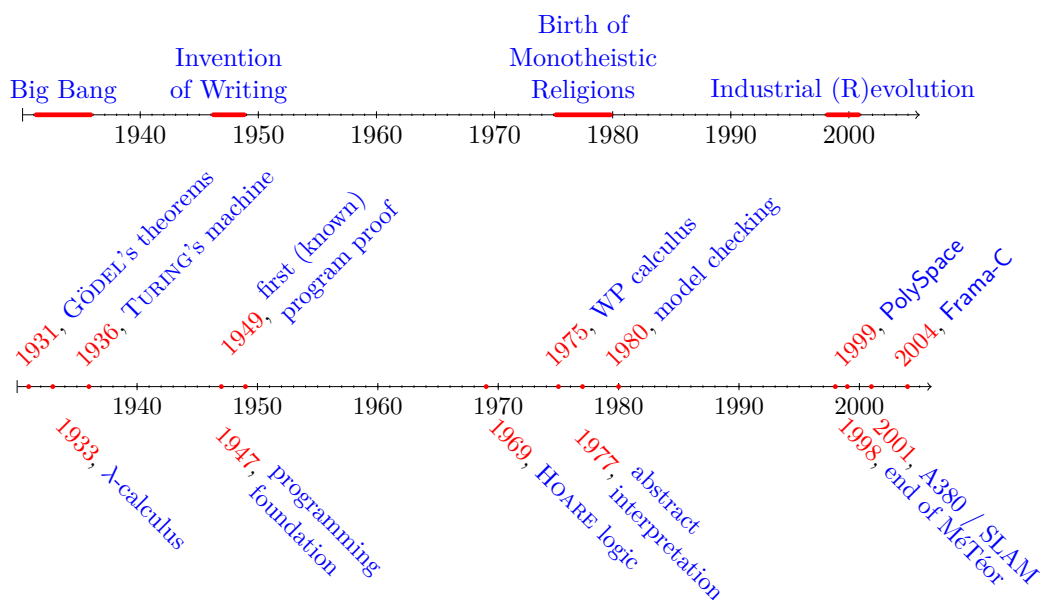 Birth of
Invention Monotheistic
Big Bang of Writing Religions Industrial (R)evolution
1940 1950 1960 1970 1980 1990 2000
1931, GÖDEL's theorems
1936, TURING's machine
1949, first (known)
program proof
1975, WP calculus
1980, model checking
1999, PolySpace
2004, Frama-C
1940 1950 1960 1970 1980 1990 2000
1933, λ-calculus
1947, programming
foundation
1969, HOARE logic
1977, abstract
interpretation
1998, end of MéTéor
2001, A380 / SLAM